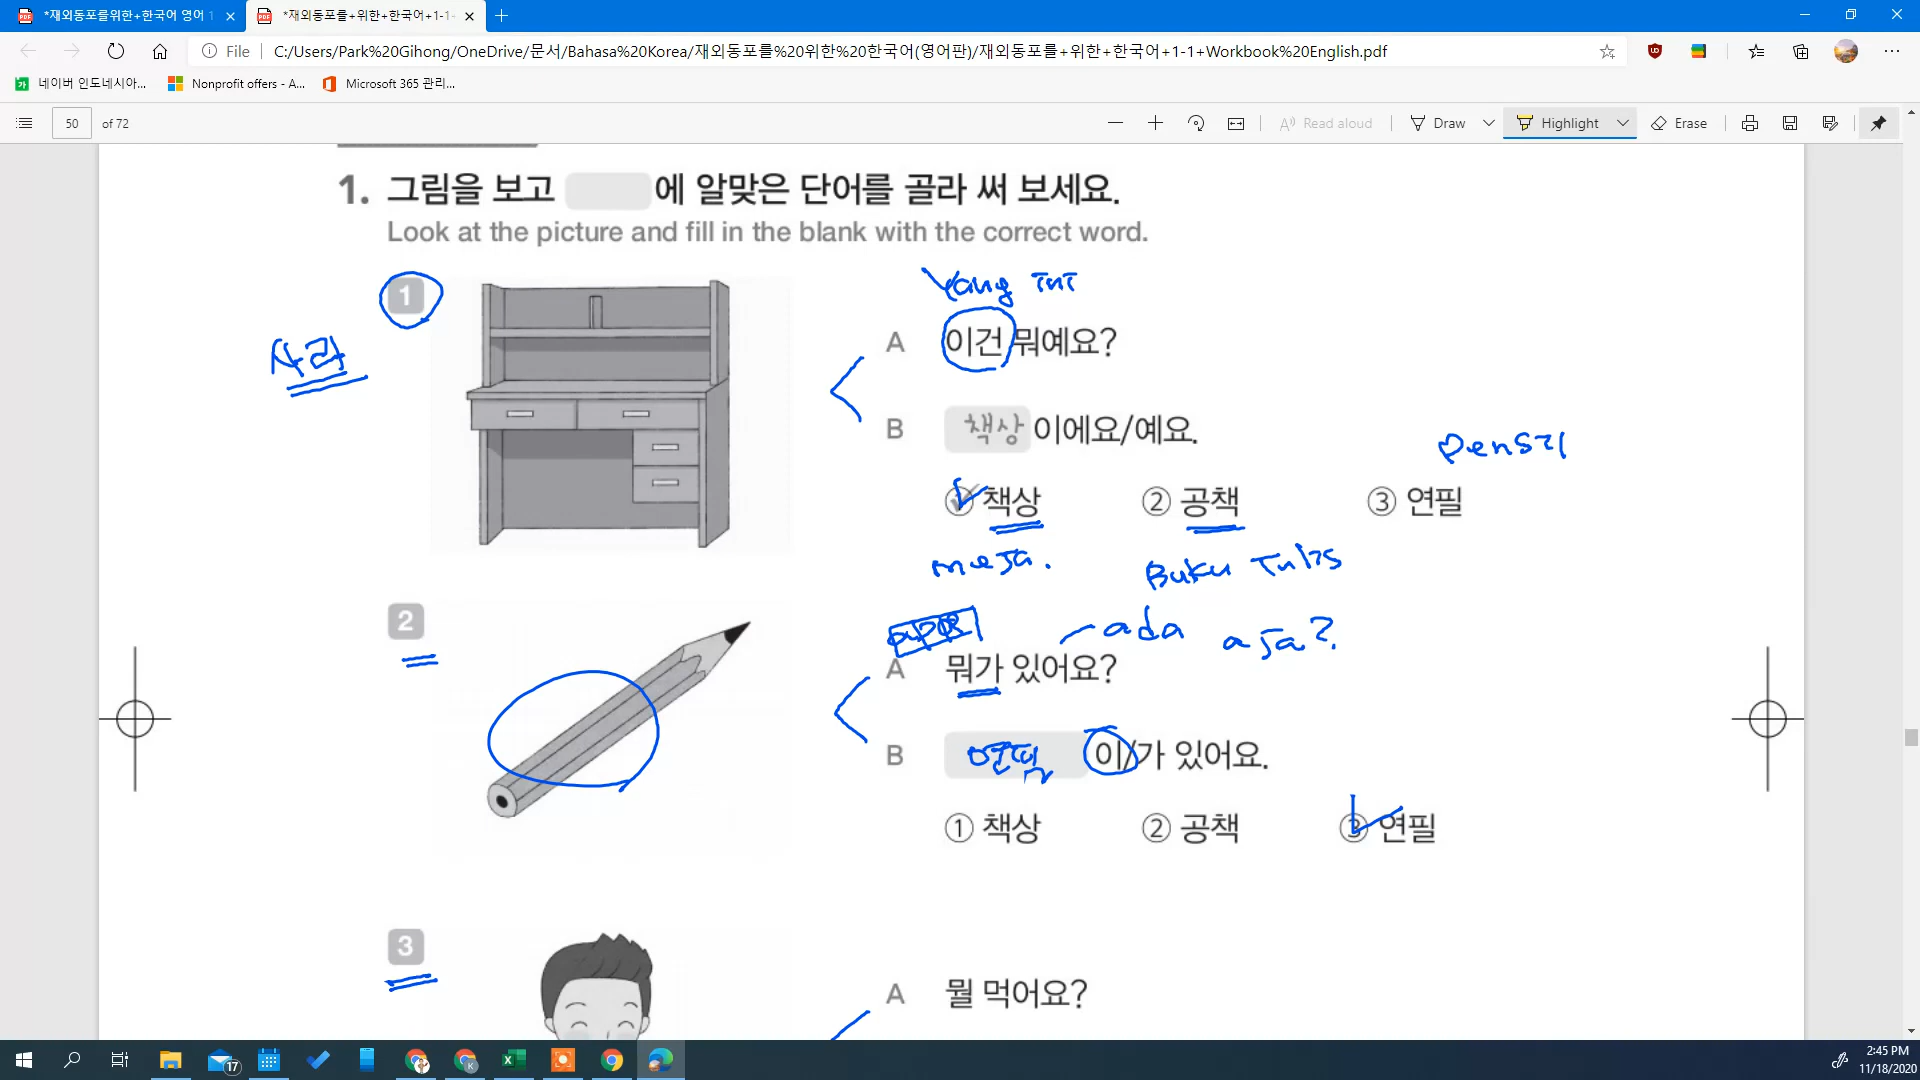 *재외동포를위한+한국어 영어 1
*재외동포를+위한+한국어+1-1-
File C:/Users/Park%20Gihong/OneDrive/문서/Bahasa%20Korea/재외동포를%20위한%20한국어(영어판)/재외동포를+위한+한국어+1-1+Workbook%20English.pdf
네이버 인도네시아... Nonprofit offers - A... Microsoft 365 관리...
50 of 72 Read aloud Draw Highlight Erase
1. 그림을 보고 에 알맞은 단어를 골라 써 보세요.
Look at the picture and fill in the blank with the correct word.
1
Yang ini
사라
A 이건 뭐예요?
B 책상 이에요/예요.
Pensil
① 책상 ② 공책 ③ 연필
meja. Buku Tulis
2
apa ada aja?
A 뭐가 있어요?
B 연필 이/가 있어요.
① 책상 ② 공책 ③ 연필
3
A 뭘 먹어요?
17
2:45 PM
11/18/2020